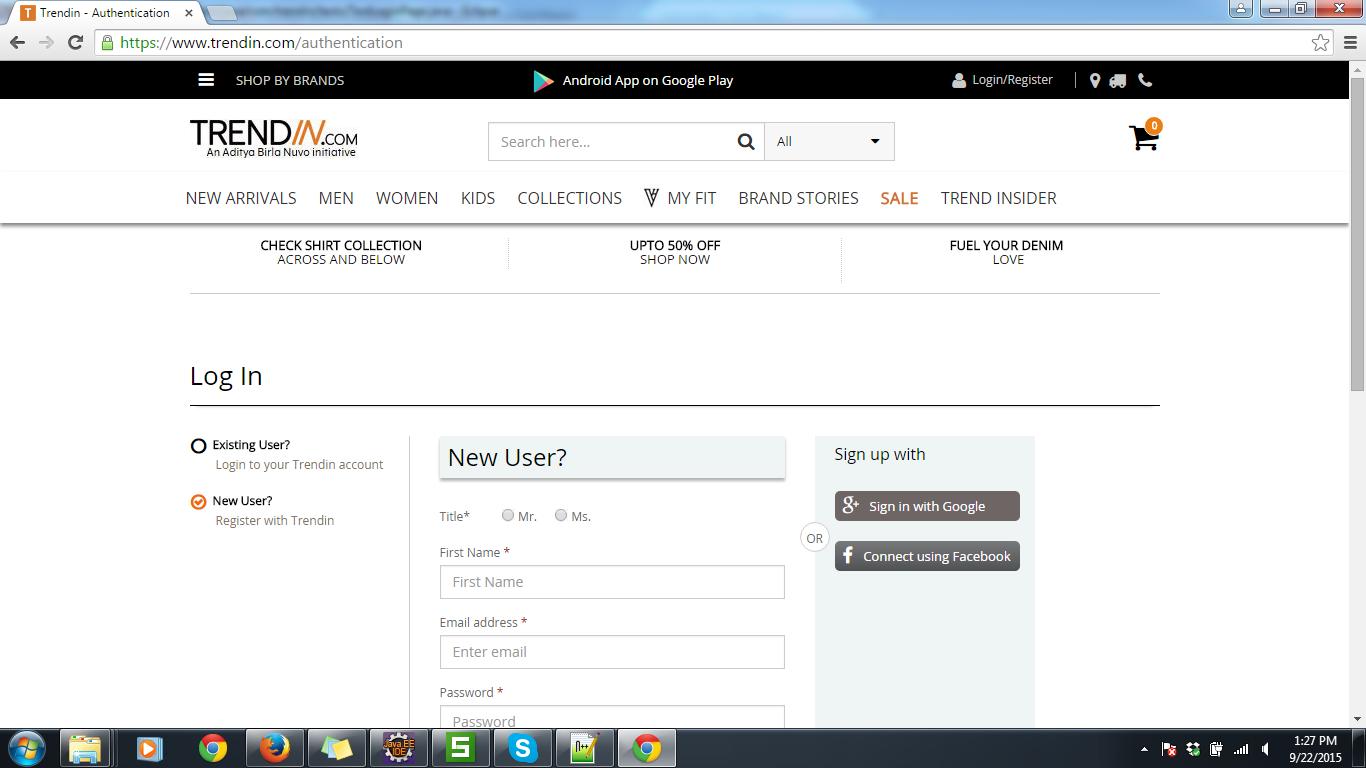 Trendin - Authentication
https://www.trendin.com/authentication
SHOP BY BRANDS
Android App on Google Play
Login/Register
TRENDIN.COM
An Aditya Birla Nuvo initiative
Search here...
All
0
NEW ARRIVALS MEN WOMEN KIDS COLLECTIONS MY FIT BRAND STORIES SALE TREND INSIDER
CHECK SHIRT COLLECTION
ACROSS AND BELOW
UPTO 50% OFF
SHOP NOW
FUEL YOUR DENIM
LOVE
Log In
Existing User?
Login to your Trendin account
New User?
Register with Trendin
New User?
Title* Mr. Ms.
First Name *
First Name
Email address *
Enter email
Password *
Password
OR
Sign up with
g+ Sign in with Google
f Connect using Facebook
Java EE
IDE
S
S
n++
1:27 PM
9/22/2015